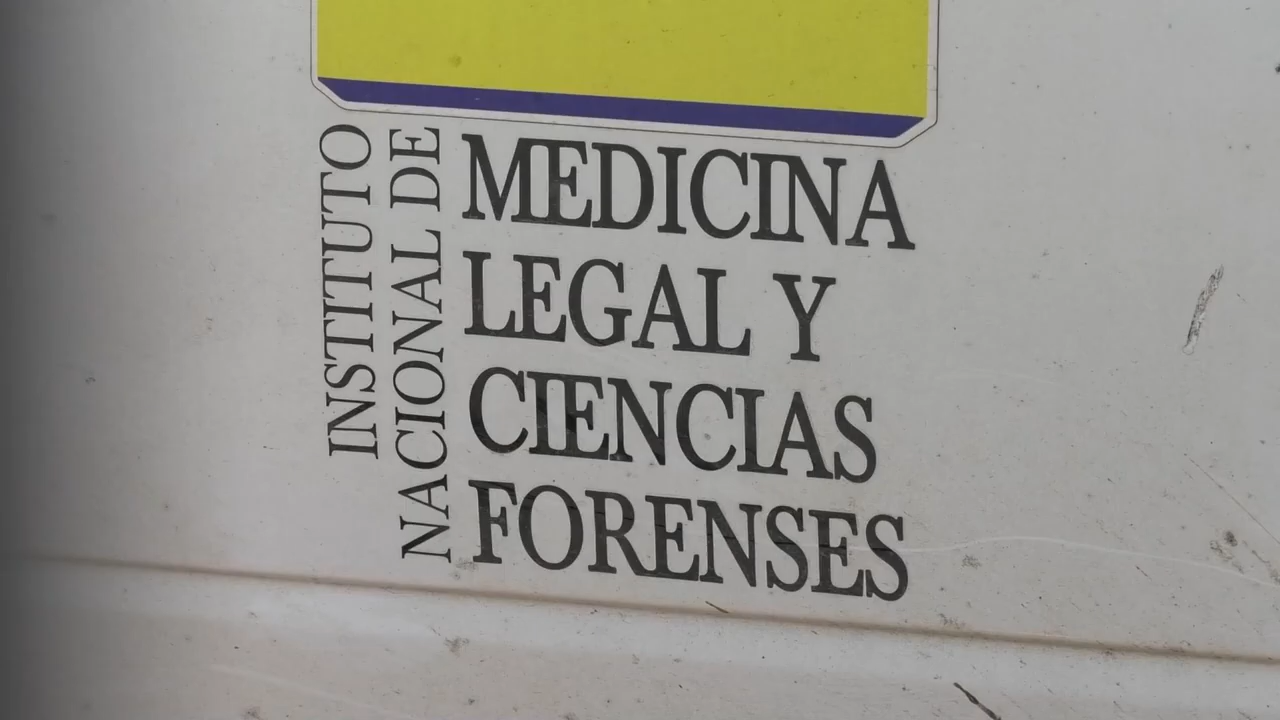 INSTITUTO
NACIONAL DE
MEDICINA
LEGAL Y
CIENCIAS
FORENSES